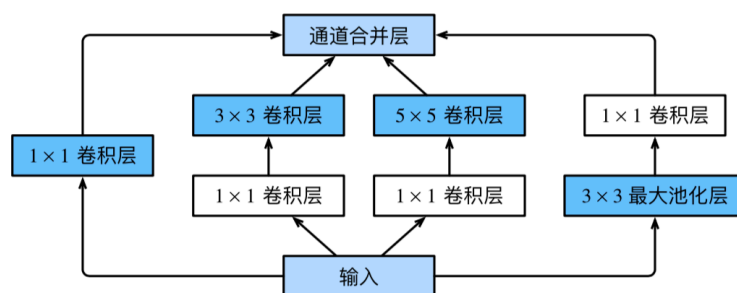 通道合并层
3 × 3 卷积层
5 × 5 卷积层
1 × 1 卷积层
1 × 1 卷积层
1 × 1 卷积层
1 × 1 卷积层
3 × 3 最大池化层
输入